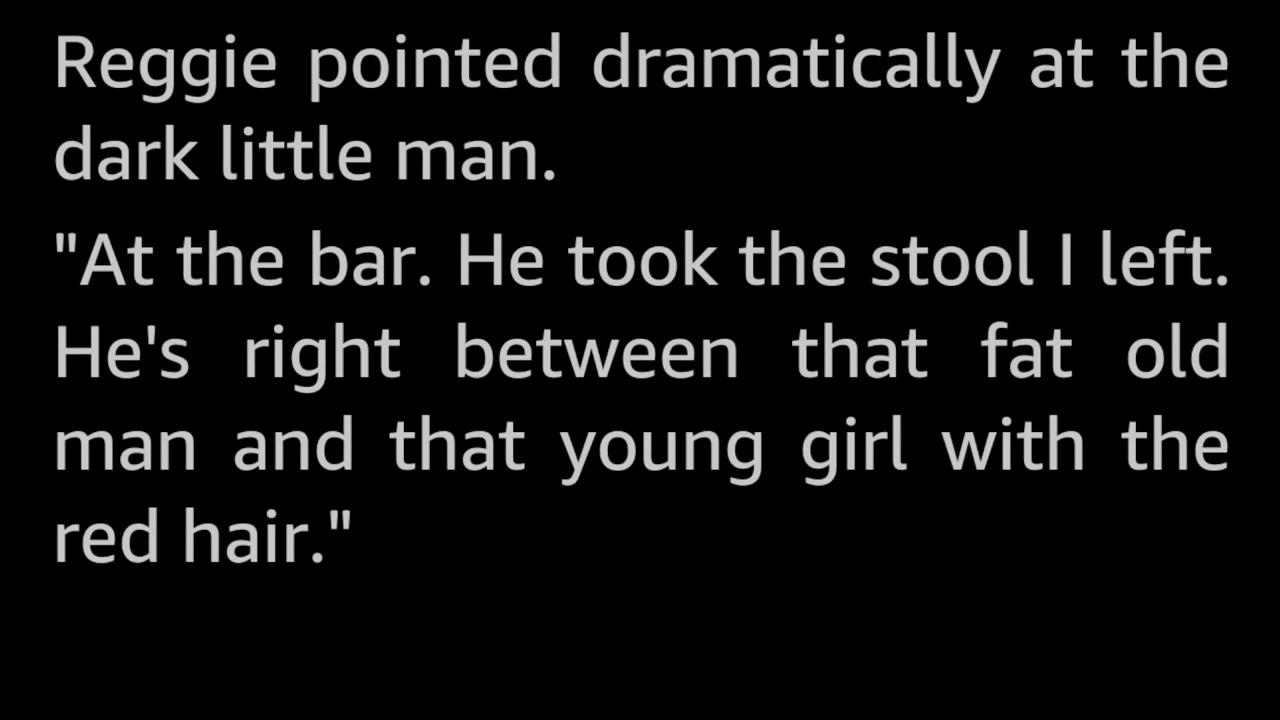 Reggie pointed dramatically at the
dark little man.
"At the bar. He took the stool I left.
He's right between that fat old
man and that young girl with the
red hair."